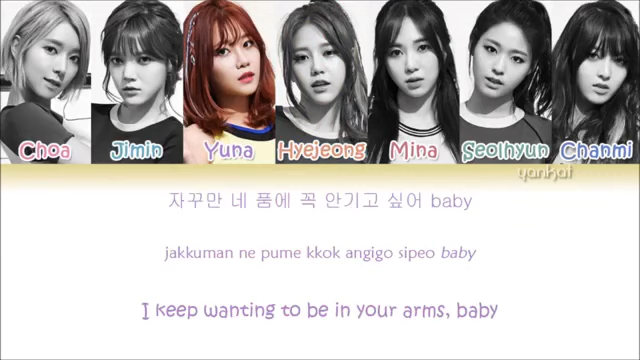 Choa Jimin Yuna Hyejeong Mina Seolhyun Chanmi
yankat
자꾸만 네 품에 꼭 안기고 싶어 baby
jakkuman ne pume kkok angigo sipeo baby
I keep wanting to be in your arms, baby